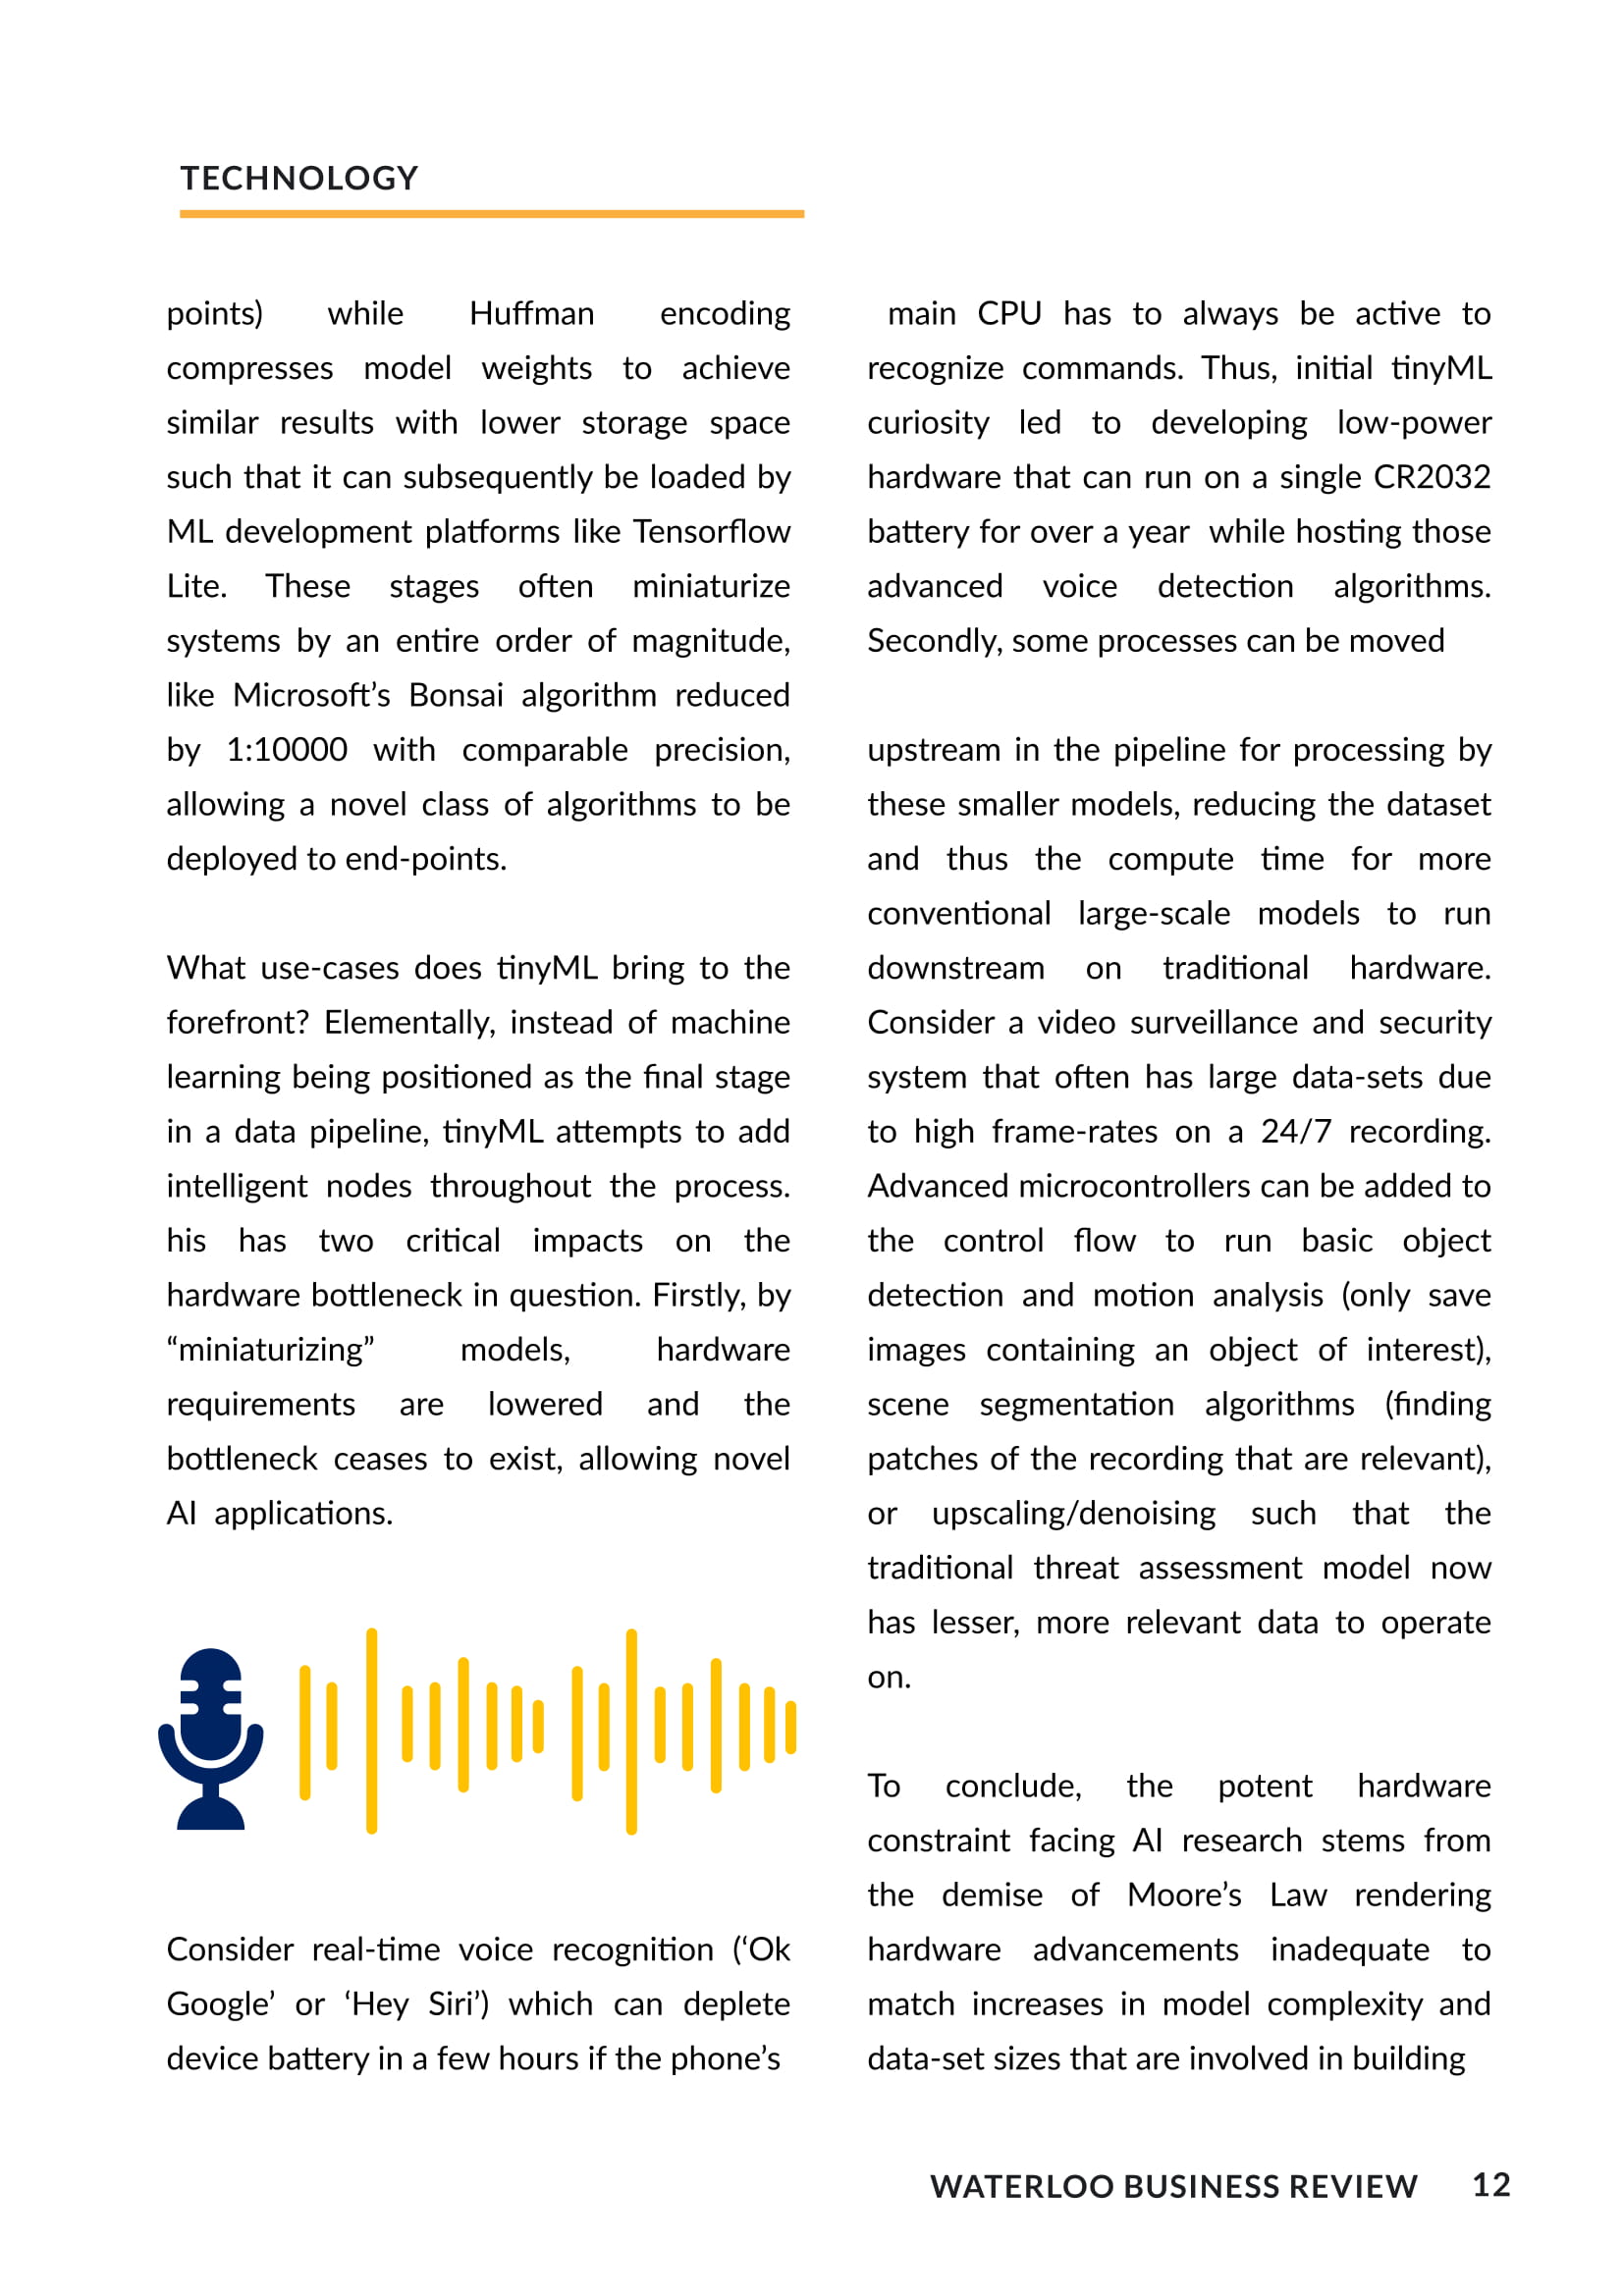 TECHNOLOGY
points) while Huffman encoding
compresses model weights to achieve
similar results with lower storage space
such that it can subsequently be loaded by
ML development platforms like Tensorflow
Lite. These stages often miniaturize
systems by an entire order of magnitude,
like Microsoft’s Bonsai algorithm reduced
by 1:10000 with comparable precision,
allowing a novel class of algorithms to be
deployed to end-points.
What use-cases does tinyML bring to the
forefront? Elementally, instead of machine
learning being positioned as the final stage
in a data pipeline, tinyML attempts to add
intelligent nodes throughout the process.
his has two critical impacts on the
hardware bottleneck in question. Firstly, by
“miniaturizing” models, hardware
requirements are lowered and the
bottleneck ceases to exist, allowing novel
AI applications.
Consider real-time voice recognition (‘Ok
Google’ or ‘Hey Siri’) which can deplete
device battery in a few hours if the phone’s
main CPU has to always be active to
recognize commands. Thus, initial tinyML
curiosity led to developing low-power
hardware that can run on a single CR2032
battery for over a year while hosting those
advanced voice detection algorithms.
Secondly, some processes can be moved
upstream in the pipeline for processing by
these smaller models, reducing the dataset
and thus the compute time for more
conventional large-scale models to run
downstream on traditional hardware.
Consider a video surveillance and security
system that often has large data-sets due
to high frame-rates on a 24/7 recording.
Advanced microcontrollers can be added to
the control flow to run basic object
detection and motion analysis (only save
images containing an object of interest),
scene segmentation algorithms (finding
patches of the recording that are relevant),
or upscaling/denoising such that the
traditional threat assessment model now
has lesser, more relevant data to operate
on.
To conclude, the potent hardware
constraint facing AI research stems from
the demise of Moore’s Law rendering
hardware advancements inadequate to
match increases in model complexity and
data-set sizes that are involved in building
WATERLOO BUSINESS REVIEW 12